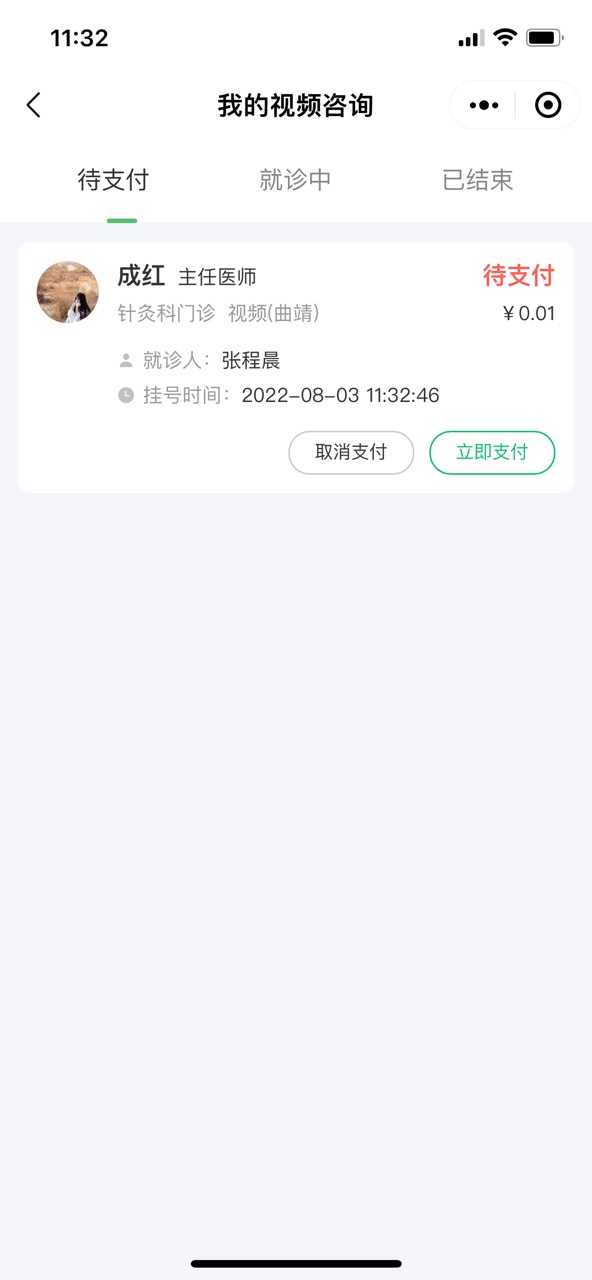 11:32
我的视频咨询
待支付 就诊中 已结束
成红 主任医师 待支付
针灸科门诊 视频(曲靖) ¥0.01
就诊人: 张程晨
挂号时间: 2022-08-03 11:32:46
取消支付 立即支付